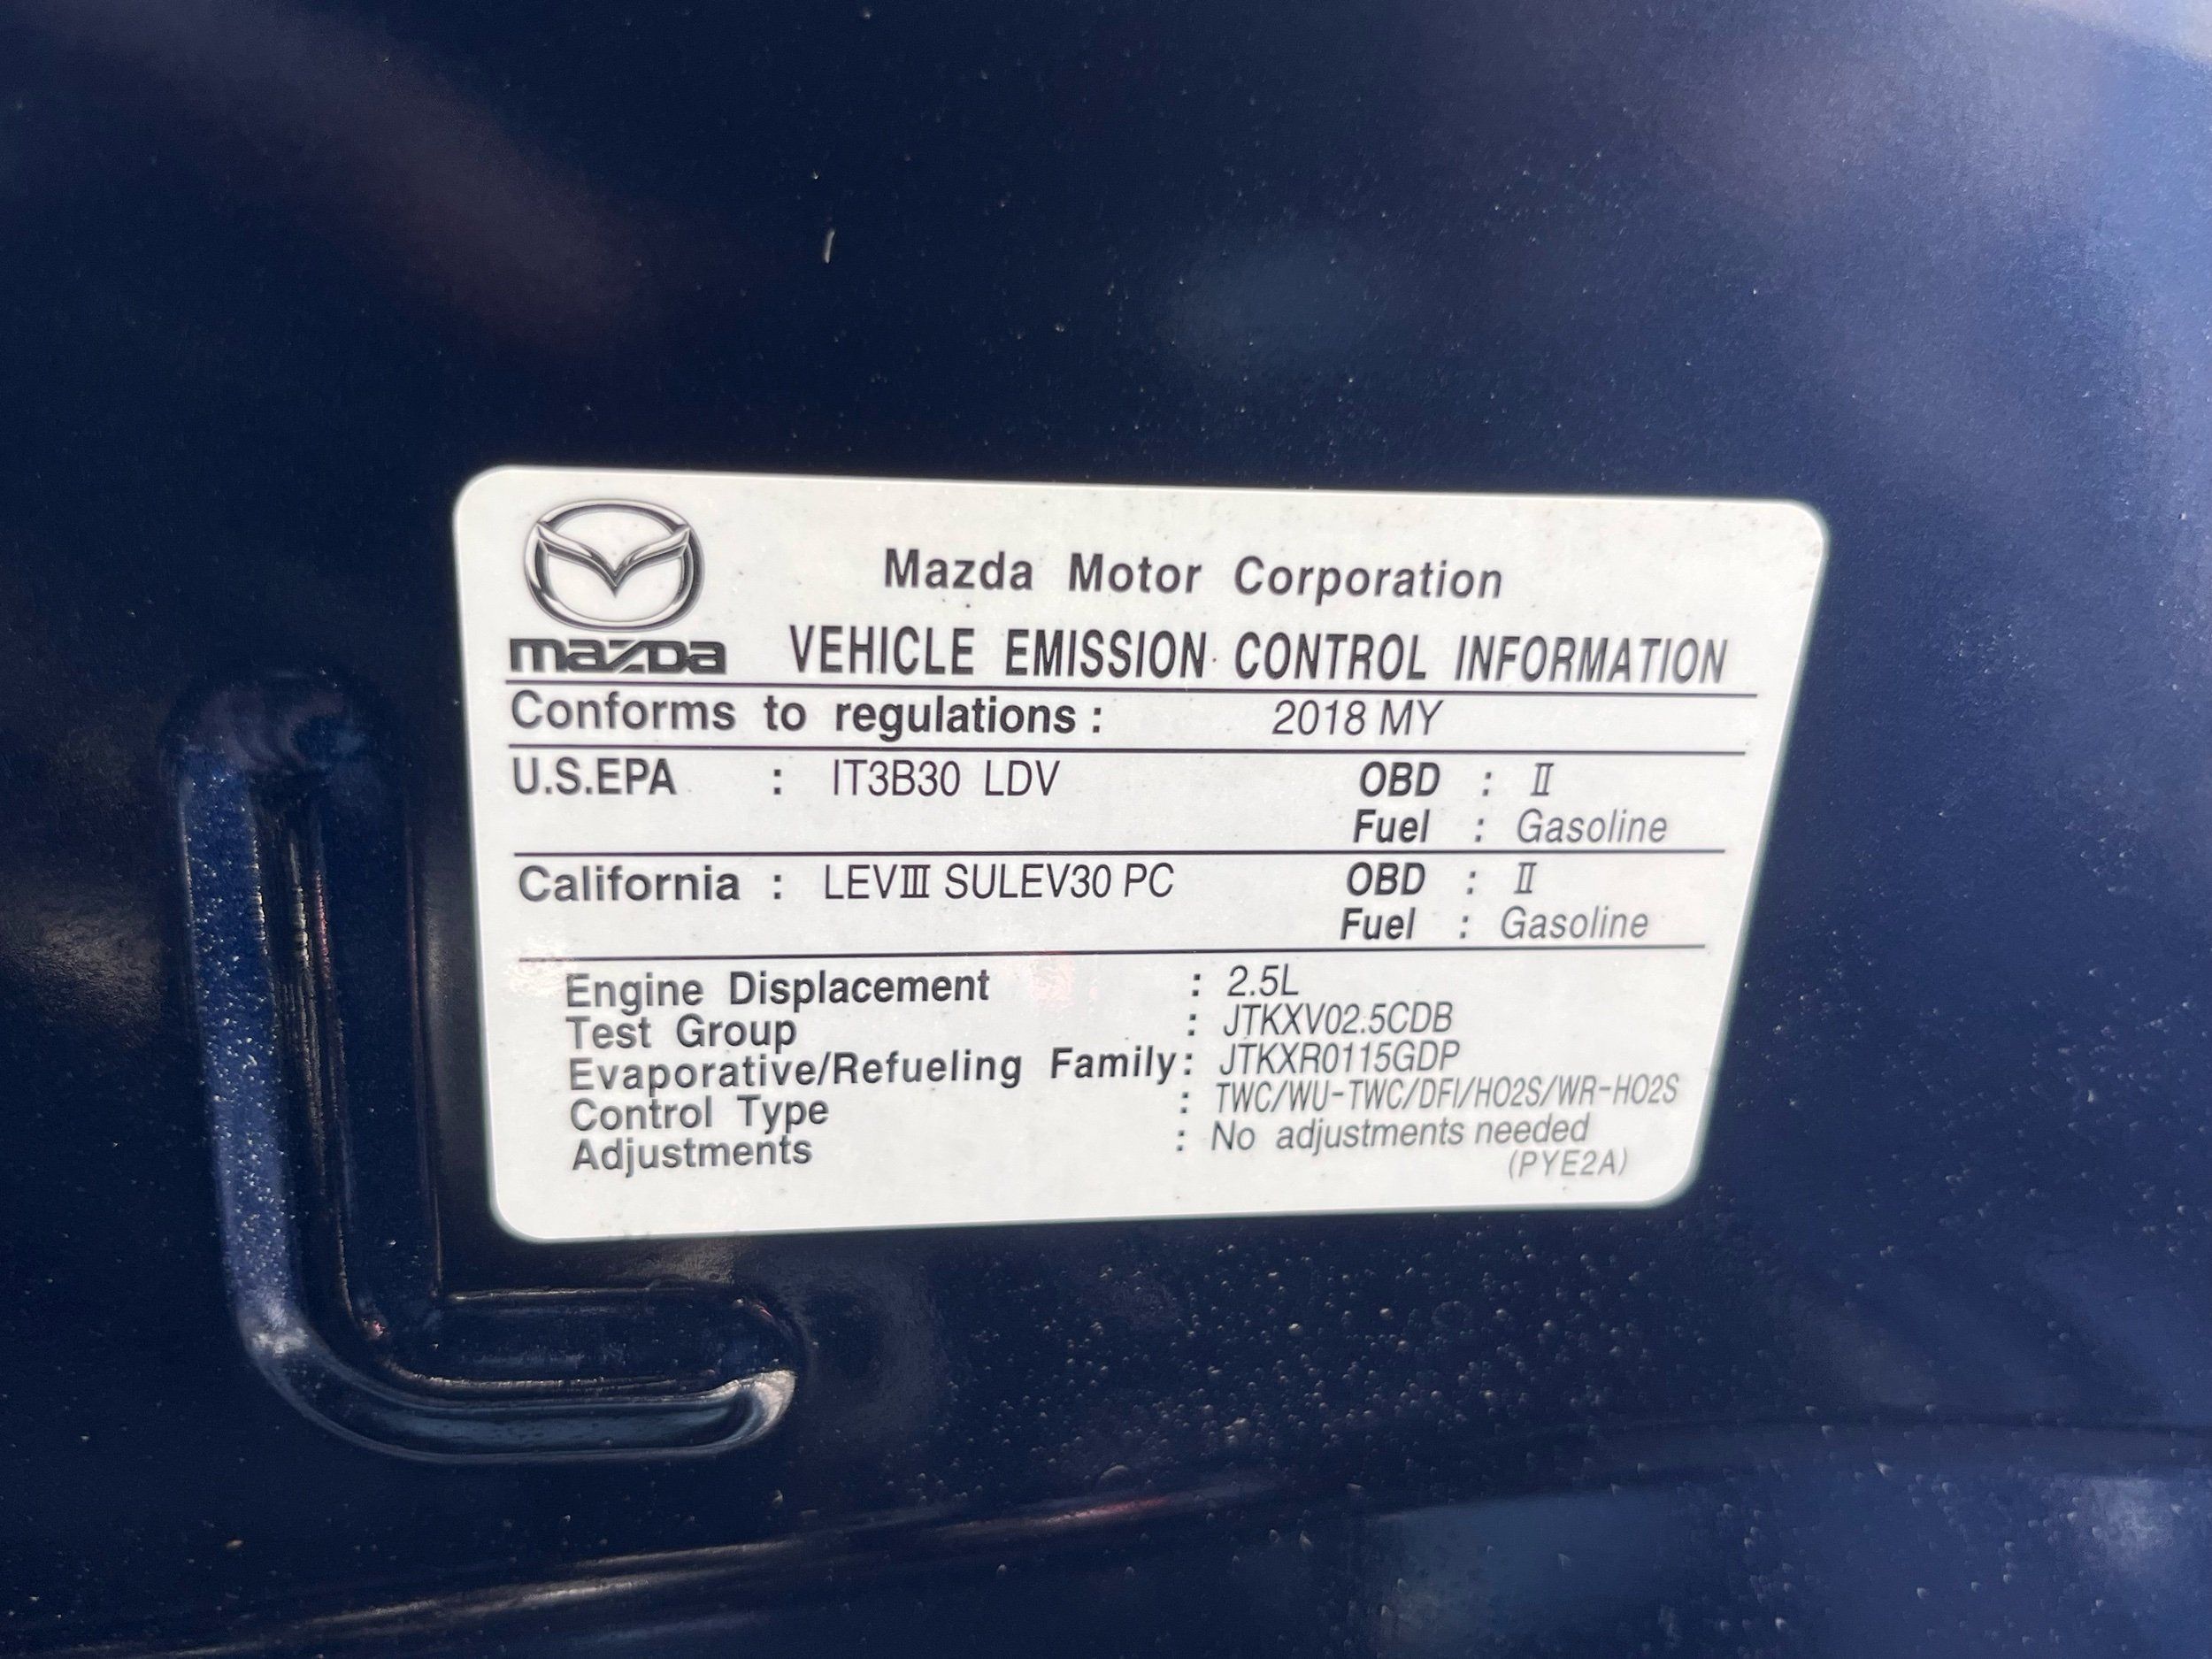 Mazda Motor Corporation
mazda VEHICLE EMISSION CONTROL INFORMATION
Conforms to regulations : 2018 MY
U.S.EPA : IT3B30 LDV OBD : II
Fuel : Gasoline
California : LEVIII SULEV30 PC OBD : II
Fuel : Gasoline
Engine Displacement : 2.5L
Test Group : JTKXV02.5CDB
Evaporative/Refueling Family : JTKXR0115GDP
Control Type : TWC/WU-TWC/DFI/HO2S/WR-HO2S
Adjustments : No adjustments needed
(PYE2A)